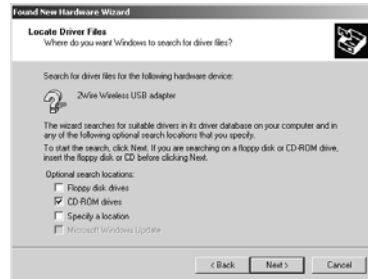 Found New Hardware Wizard
Locate Driver Files
Where do you want Windows to search for driver files?
Search for driver files for the following hardware device:
2Wire Wireless USB adapter
The wizard searches for suitable drivers in its driver database on your computer and in
any of the following optional search locations that you specify.
To start the search, click Next. If you are searching on a floppy disk or CD-ROM drive,
insert the floppy disk or CD before clicking Next.
Optional search locations:
Floppy disk drives
CD-ROM drives
Specify a location
Microsoft Windows Update
< Back
Next >
Cancel